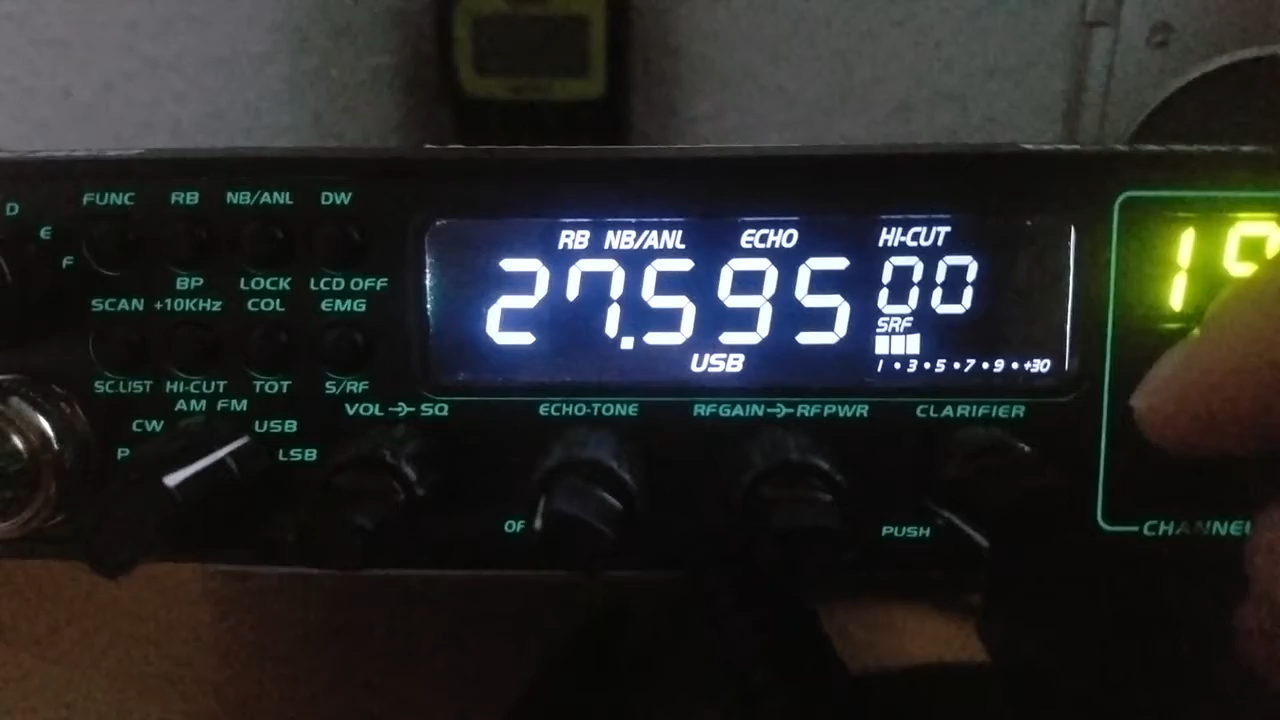 D FUNC RB NB/ANL DW
E
F
BP LOCK LCD OFF
SCAN +10KHz COL EMG
SC.LIST HI-CUT TOT S/RF
AM FM
CW USB
P LSB
RB NB/ANL ECHO HI-CUT
27.595 00
SRF
USB 1 • 3 • 5 • 7 • 9 • +30
VOL SQ ECHO-TONE RFGAIN RFPWR CLARIFIER
OF PUSH
CHANNEL